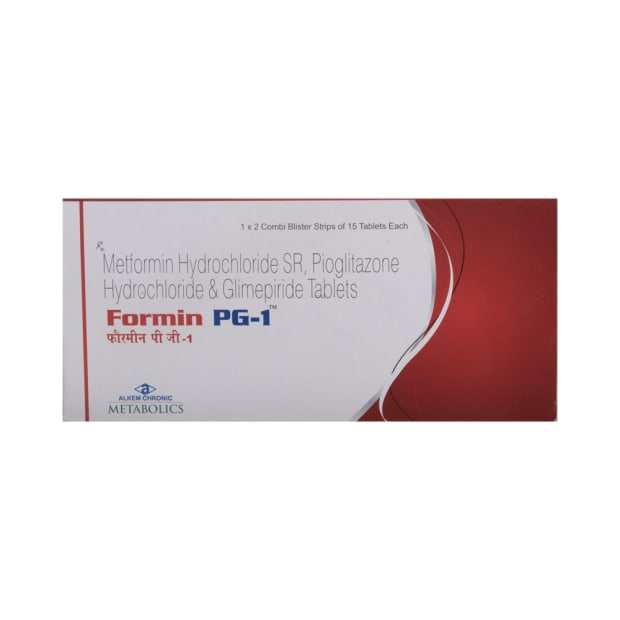 1 x 2 Combi Blister Strips of 15 Tablets Each
Rx
Metformin Hydrochloride SR, Pioglitazone
Hydrochloride & Glimepiride Tablets
Formin PG-1™
फौरमीन पी जी -1
a
ALKEM CHRONIC
METABOLICS